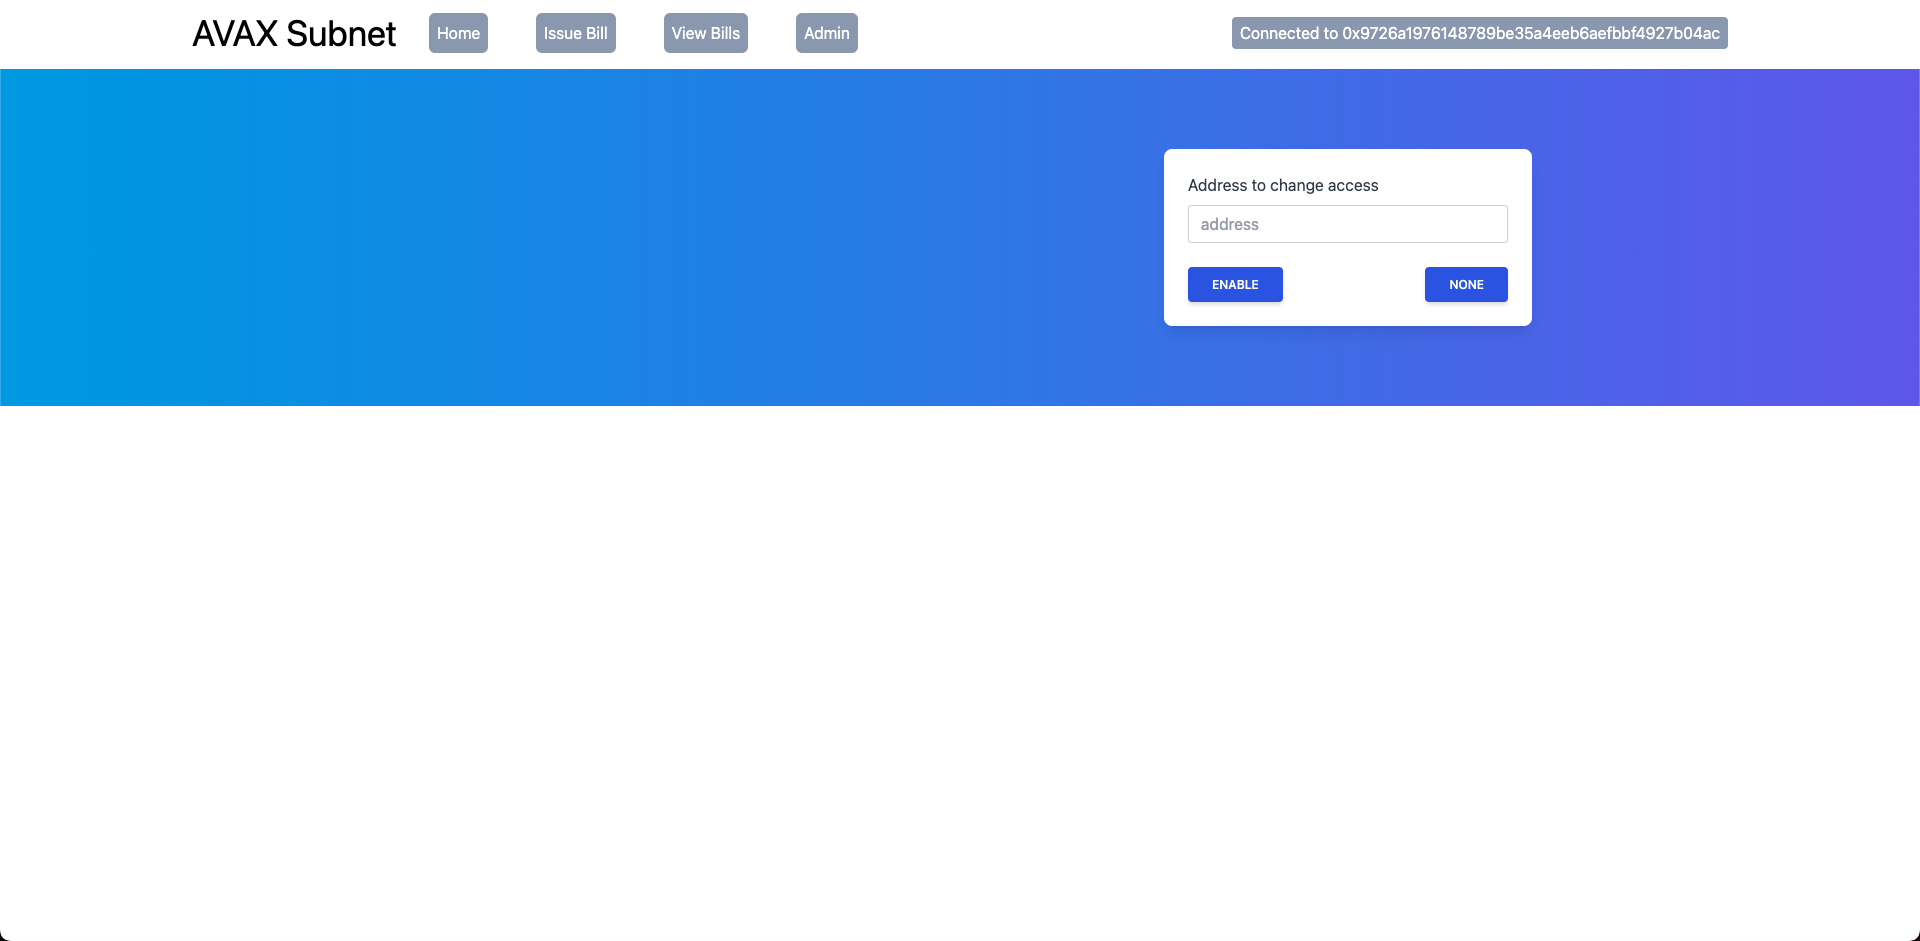 AVAX Subnet
Home
Issue Bill
View Bills
Admin
Connected to 0x9726a1976148789be35a4eeb6aefbbf4927b04ac
Address to change access
address
ENABLE
NONE